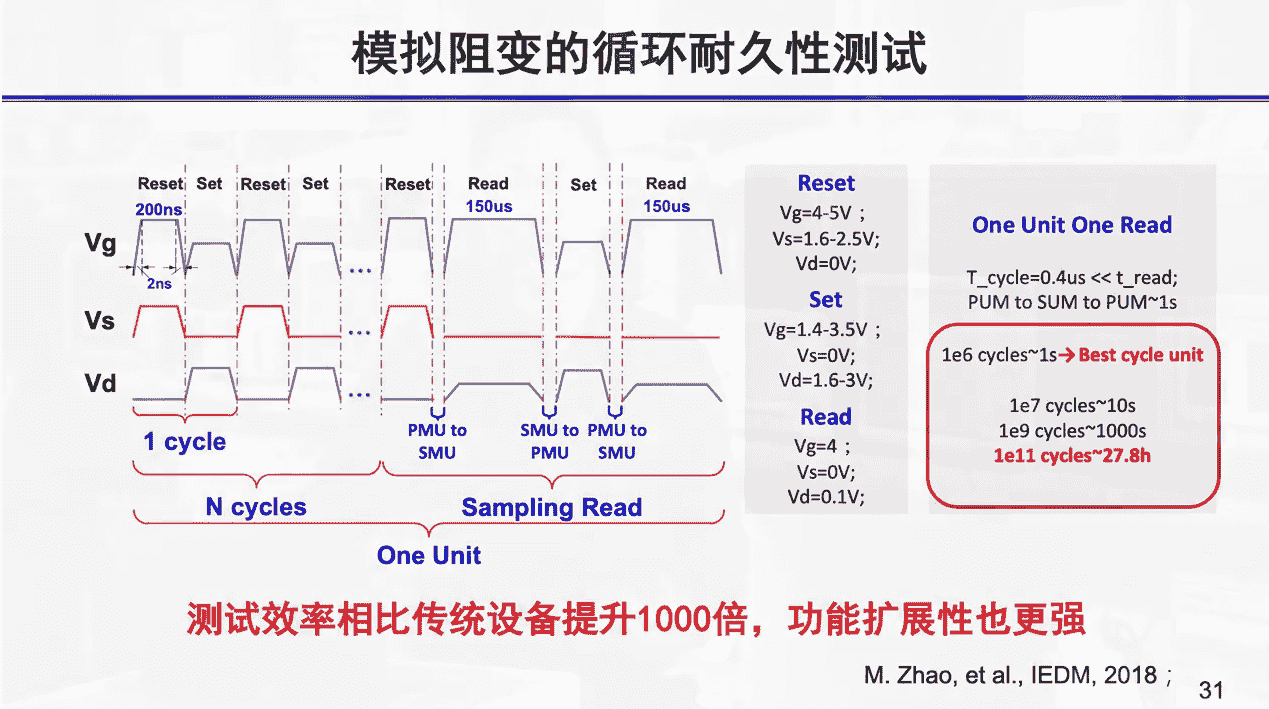 模拟阻变的循环耐久性测试
Reset Set Reset Set Reset Read Set Read
200ns 150us 150us
Vg
2ns
...
Vs
...
Vd
...
1 cycle
PMU to SMU
SMU to PMU
PMU to SMU
N cycles
Sampling Read
One Unit
Reset
Vg=4-5V ；
Vs=1.6-2.5V;
Vd=0V;
Set
Vg=1.4-3.5V ；
Vs=0V;
Vd=1.6-3V;
Read
Vg=4 ；
Vs=0V;
Vd=0.1V;
One Unit One Read
T_cycle=0.4us << t_read;
PUM to SUM to PUM~1s
1e6 cycles~1s→Best cycle unit
1e7 cycles~10s
1e9 cycles~1000s
1e11 cycles~27.8h
测试效率相比传统设备提升1000倍，功能扩展性也更强
M. Zhao, et al., IEDM, 2018；
31